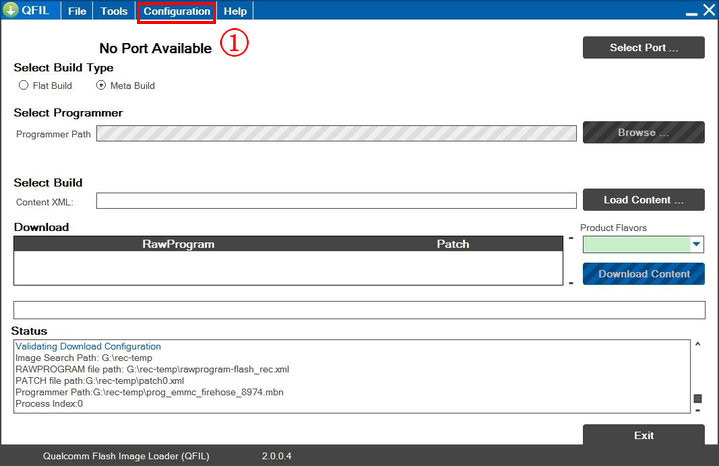 QFIL File Tools Configuration Help
①
No Port Available
Select Port ...
Select Build Type
Flat Build Meta Build
Select Programmer
Programmer Path Browse ...
Select Build
Content XML: Load Content ...
Download Product Flavors
RawProgram Patch
Download Content
Status
Validating Download Configuration
Image Search Path: G:\rec-temp
RAWPROGRAM file path: G:\rec-temp\rawprogram-flash_rec.xml
PATCH file path:G:\rec-temp\patch0.xml
Programmer Path:G:\rec-temp\prog_emmc_firehose_8974.mbn
Process Index:0
Exit
Qualcomm Flash Image Loader (QFIL) 2.0.0.4